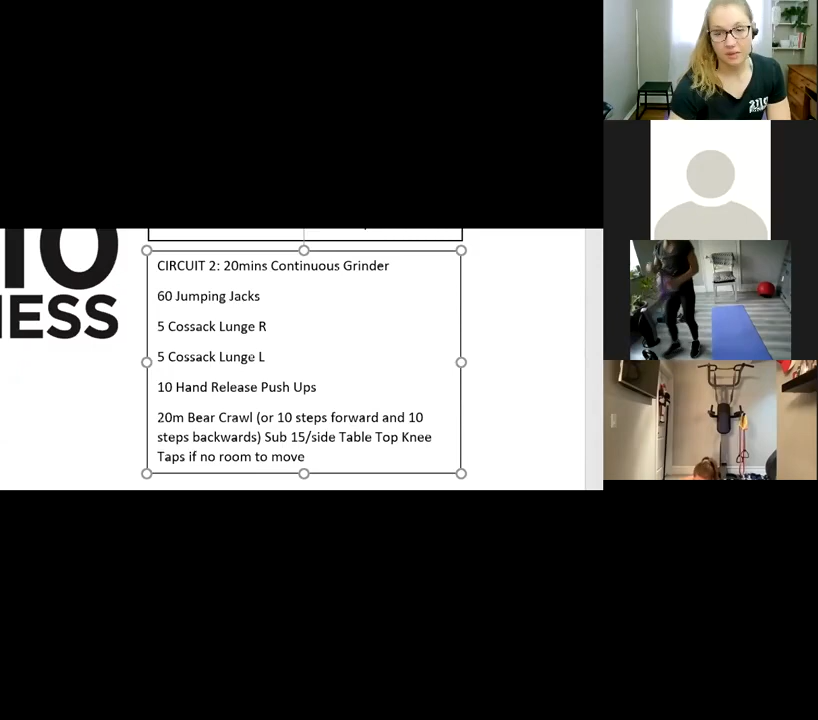 IO
NESS
CIRCUIT 2: 20mins Continuous Grinder
60 Jumping Jacks
5 Cossack Lunge R
5 Cossack Lunge L
10 Hand Release Push Ups
20m Bear Crawl (or 10 steps forward and 10
steps backwards) Sub 15/side Table Top Knee
Taps if no room to move